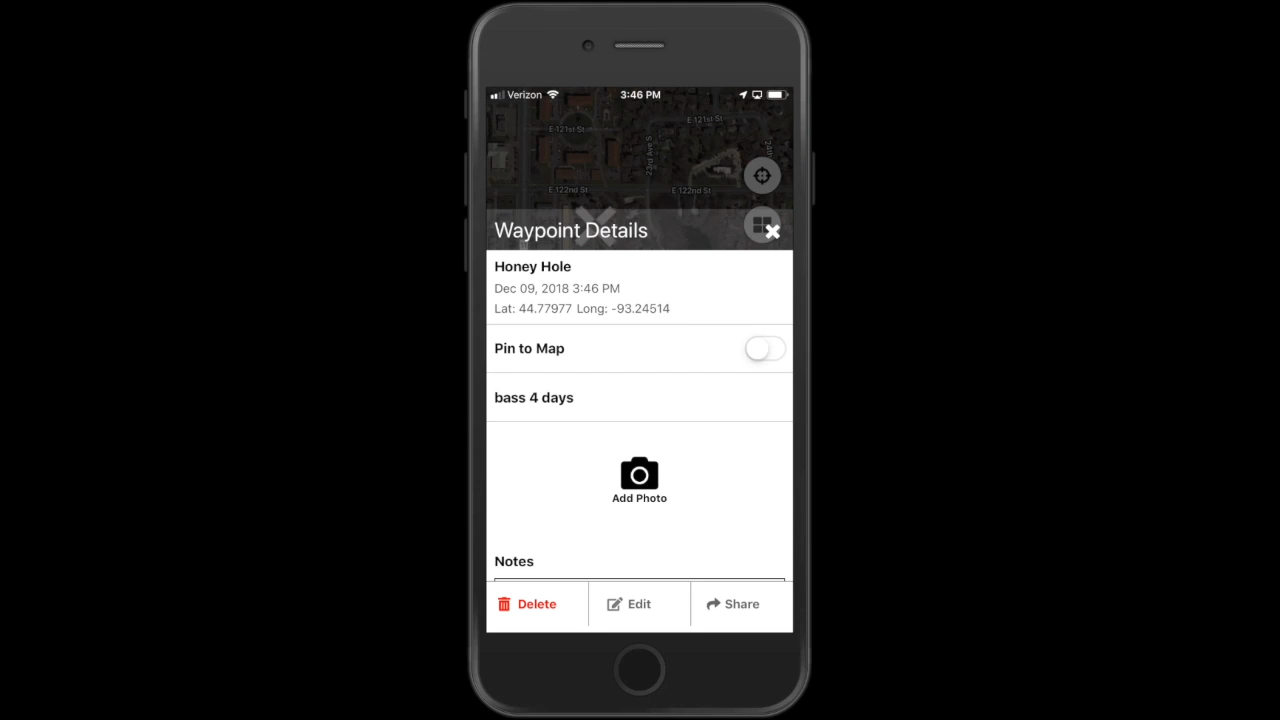 Verizon
3:46 PM
E 121st St
E 121st St
23rd Ave S
E 122nd St
E 122nd St
Waypoint Details
Honey Hole
Dec 09, 2018 3:46 PM
Lat: 44.77977 Long: -93.24514
Pin to Map
bass 4 days
Add Photo
Notes
Delete
Edit
Share